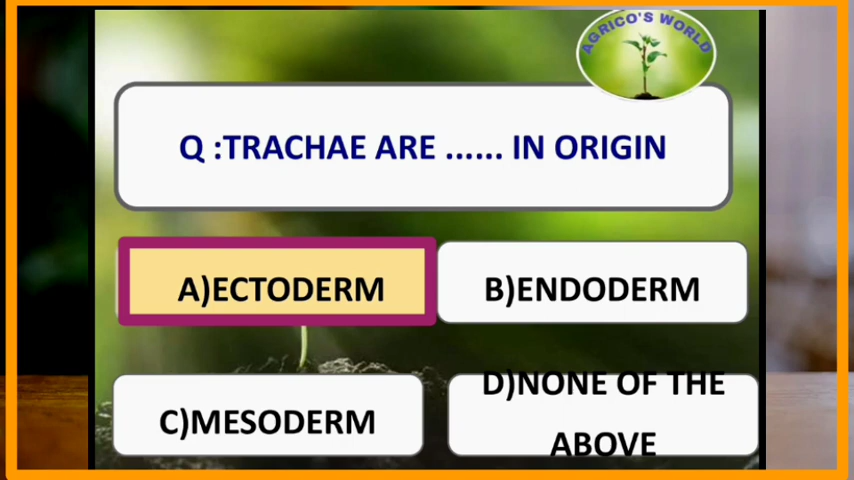 AGRICO'S WORLD
Q :TRACHAE ARE ...... IN ORIGIN
A)ECTODERM
B)ENDODERM
C)MESODERM
D)NONE OF THE
ABOVE